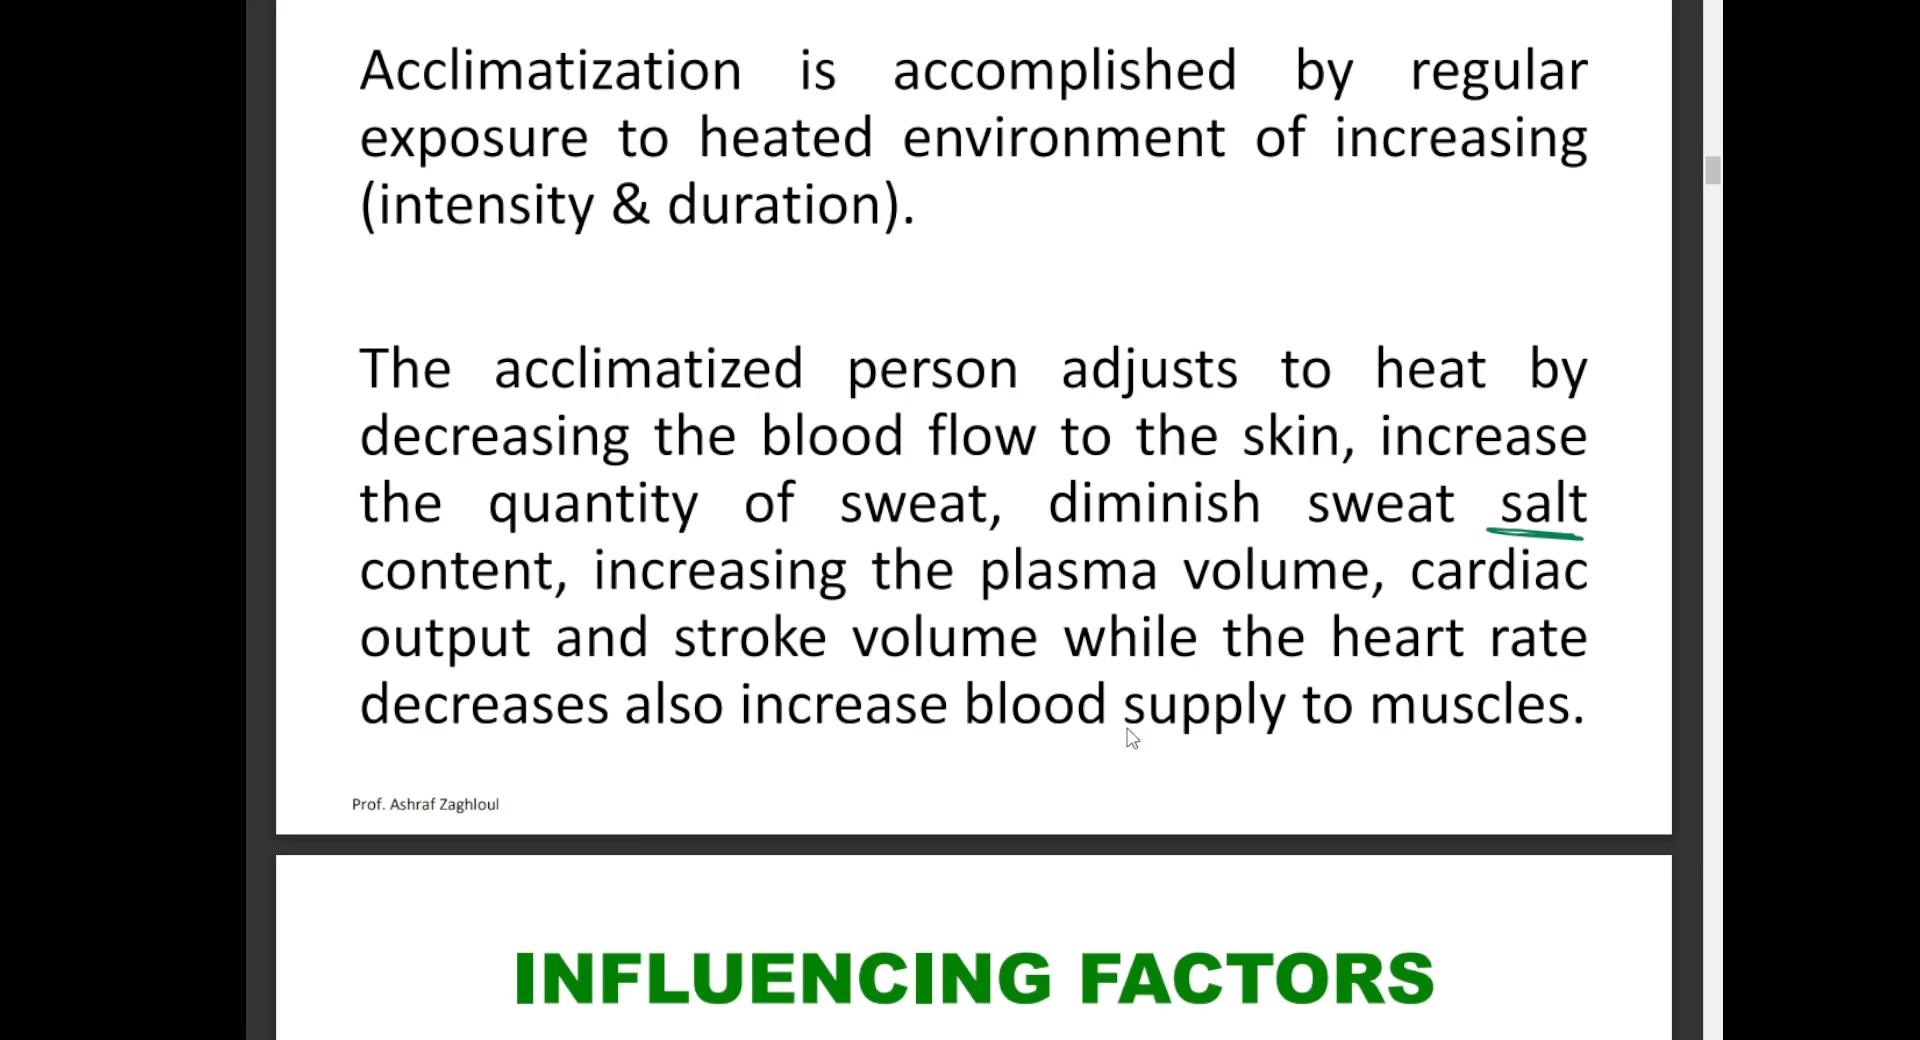 Acclimatization is accomplished by regular
exposure to heated environment of increasing
(intensity & duration).
The acclimatized person adjusts to heat by
decreasing the blood flow to the skin, increase
the quantity of sweat, diminish sweat salt
content, increasing the plasma volume, cardiac
output and stroke volume while the heart rate
decreases also increase blood supply to muscles.
Prof. Ashraf Zaghloul
INFLUENCING FACTORS